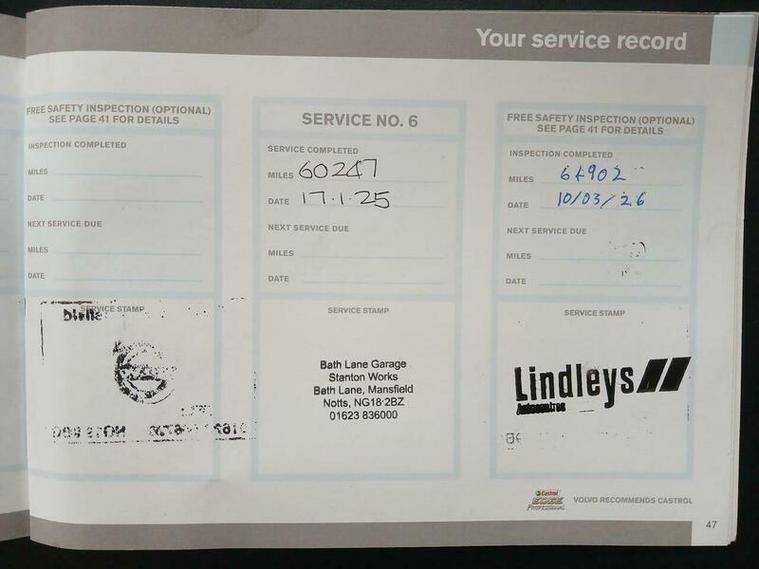 Your service record
FREE SAFETY INSPECTION (OPTIONAL)
SEE PAGE 41 FOR DETAILS
INSPECTION COMPLETED
MILES
DATE
NEXT SERVICE DUE
MILES
DATE
SERVICE STAMP
SERVICE NO. 6
SERVICE COMPLETED
MILES 60247
DATE 17.1.25
NEXT SERVICE DUE
MILES
DATE
SERVICE STAMP
Bath Lane Garage
Stanton Works
Bath Lane, Mansfield
Notts, NG18 2BZ
01623 836000
FREE SAFETY INSPECTION (OPTIONAL)
SEE PAGE 41 FOR DETAILS
INSPECTION COMPLETED
MILES 64902
DATE 10/03/26
NEXT SERVICE DUE
MILES
DATE
SERVICE STAMP
Lindleys
Autocentres
Castrol
EDGE
PROFESSIONAL
VOLVO RECOMMENDS CASTROL
47